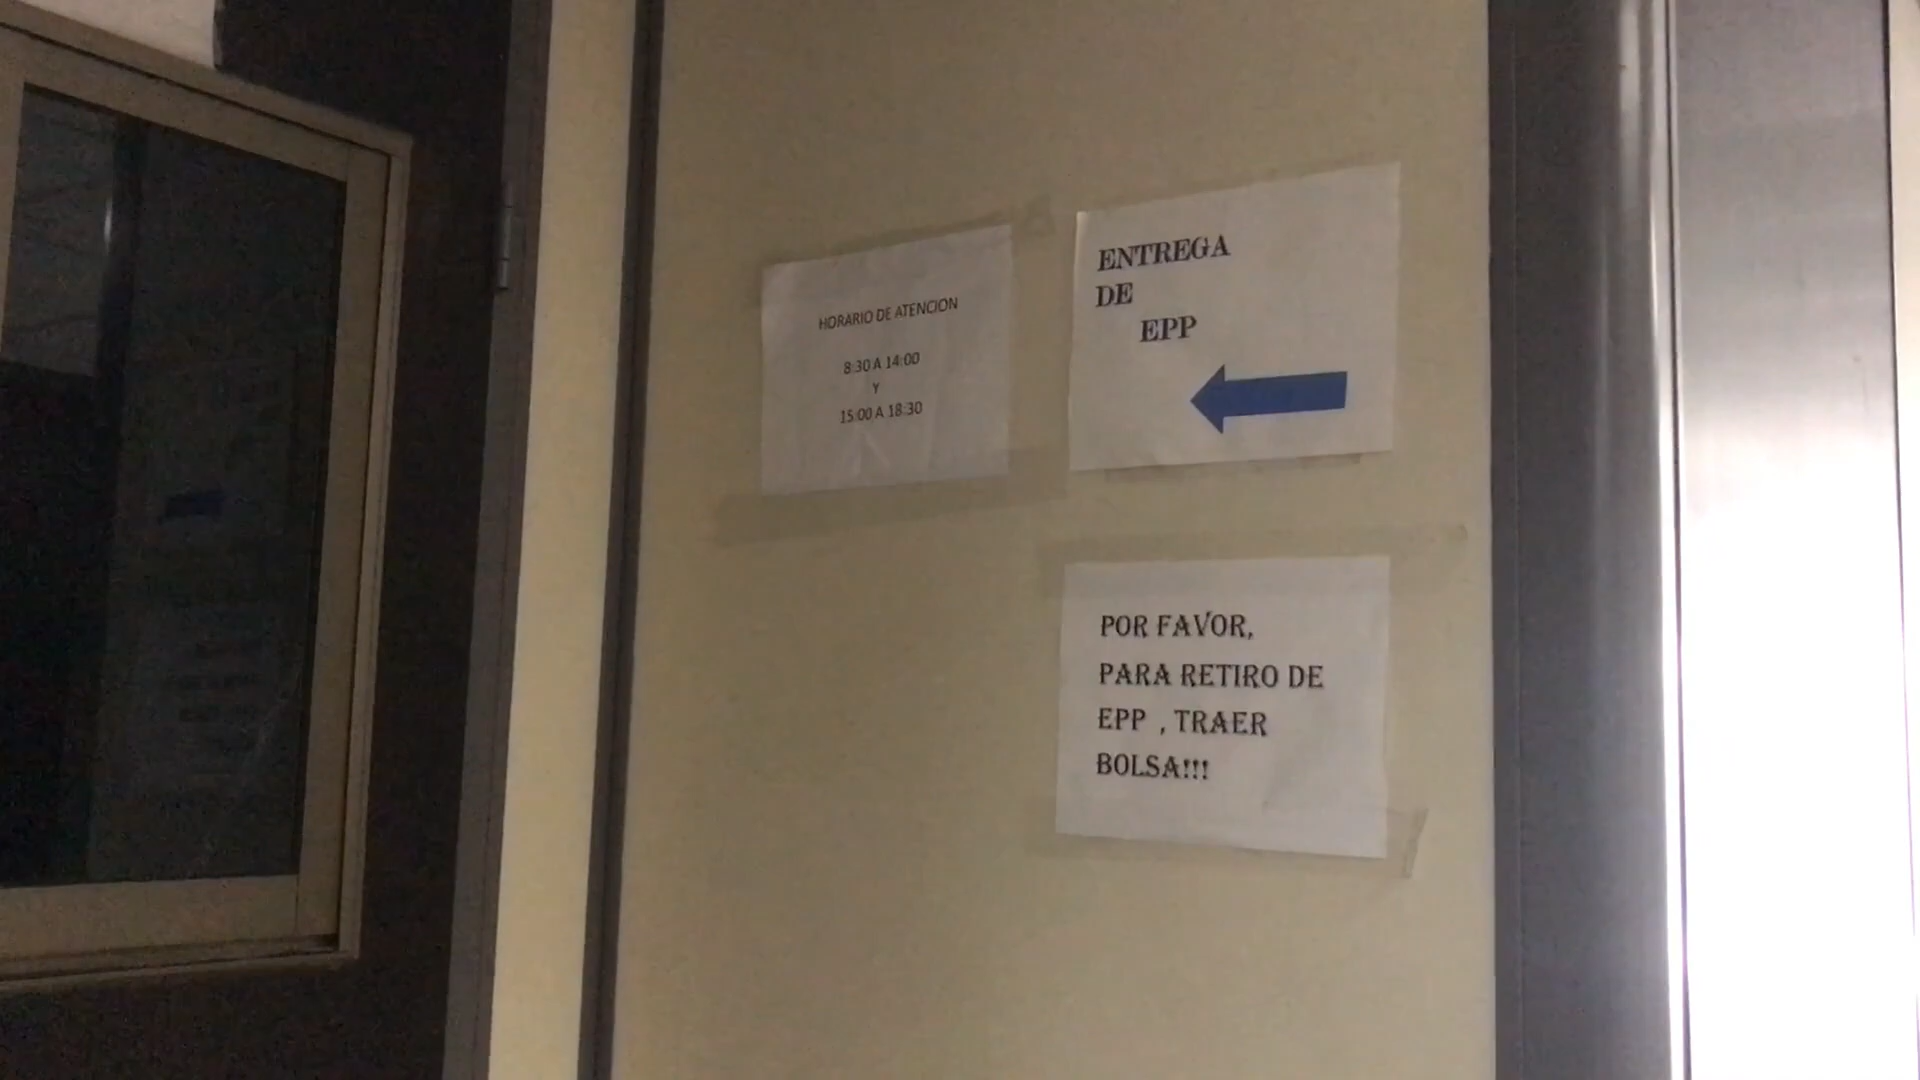 HORARIO DE ATENCION
8:30 A 14:00
Y
15:00 A 18:30
ENTREGA
DE
EPP
POR FAVOR,
PARA RETIRO DE
EPP , TRAER
BOLSA!!!